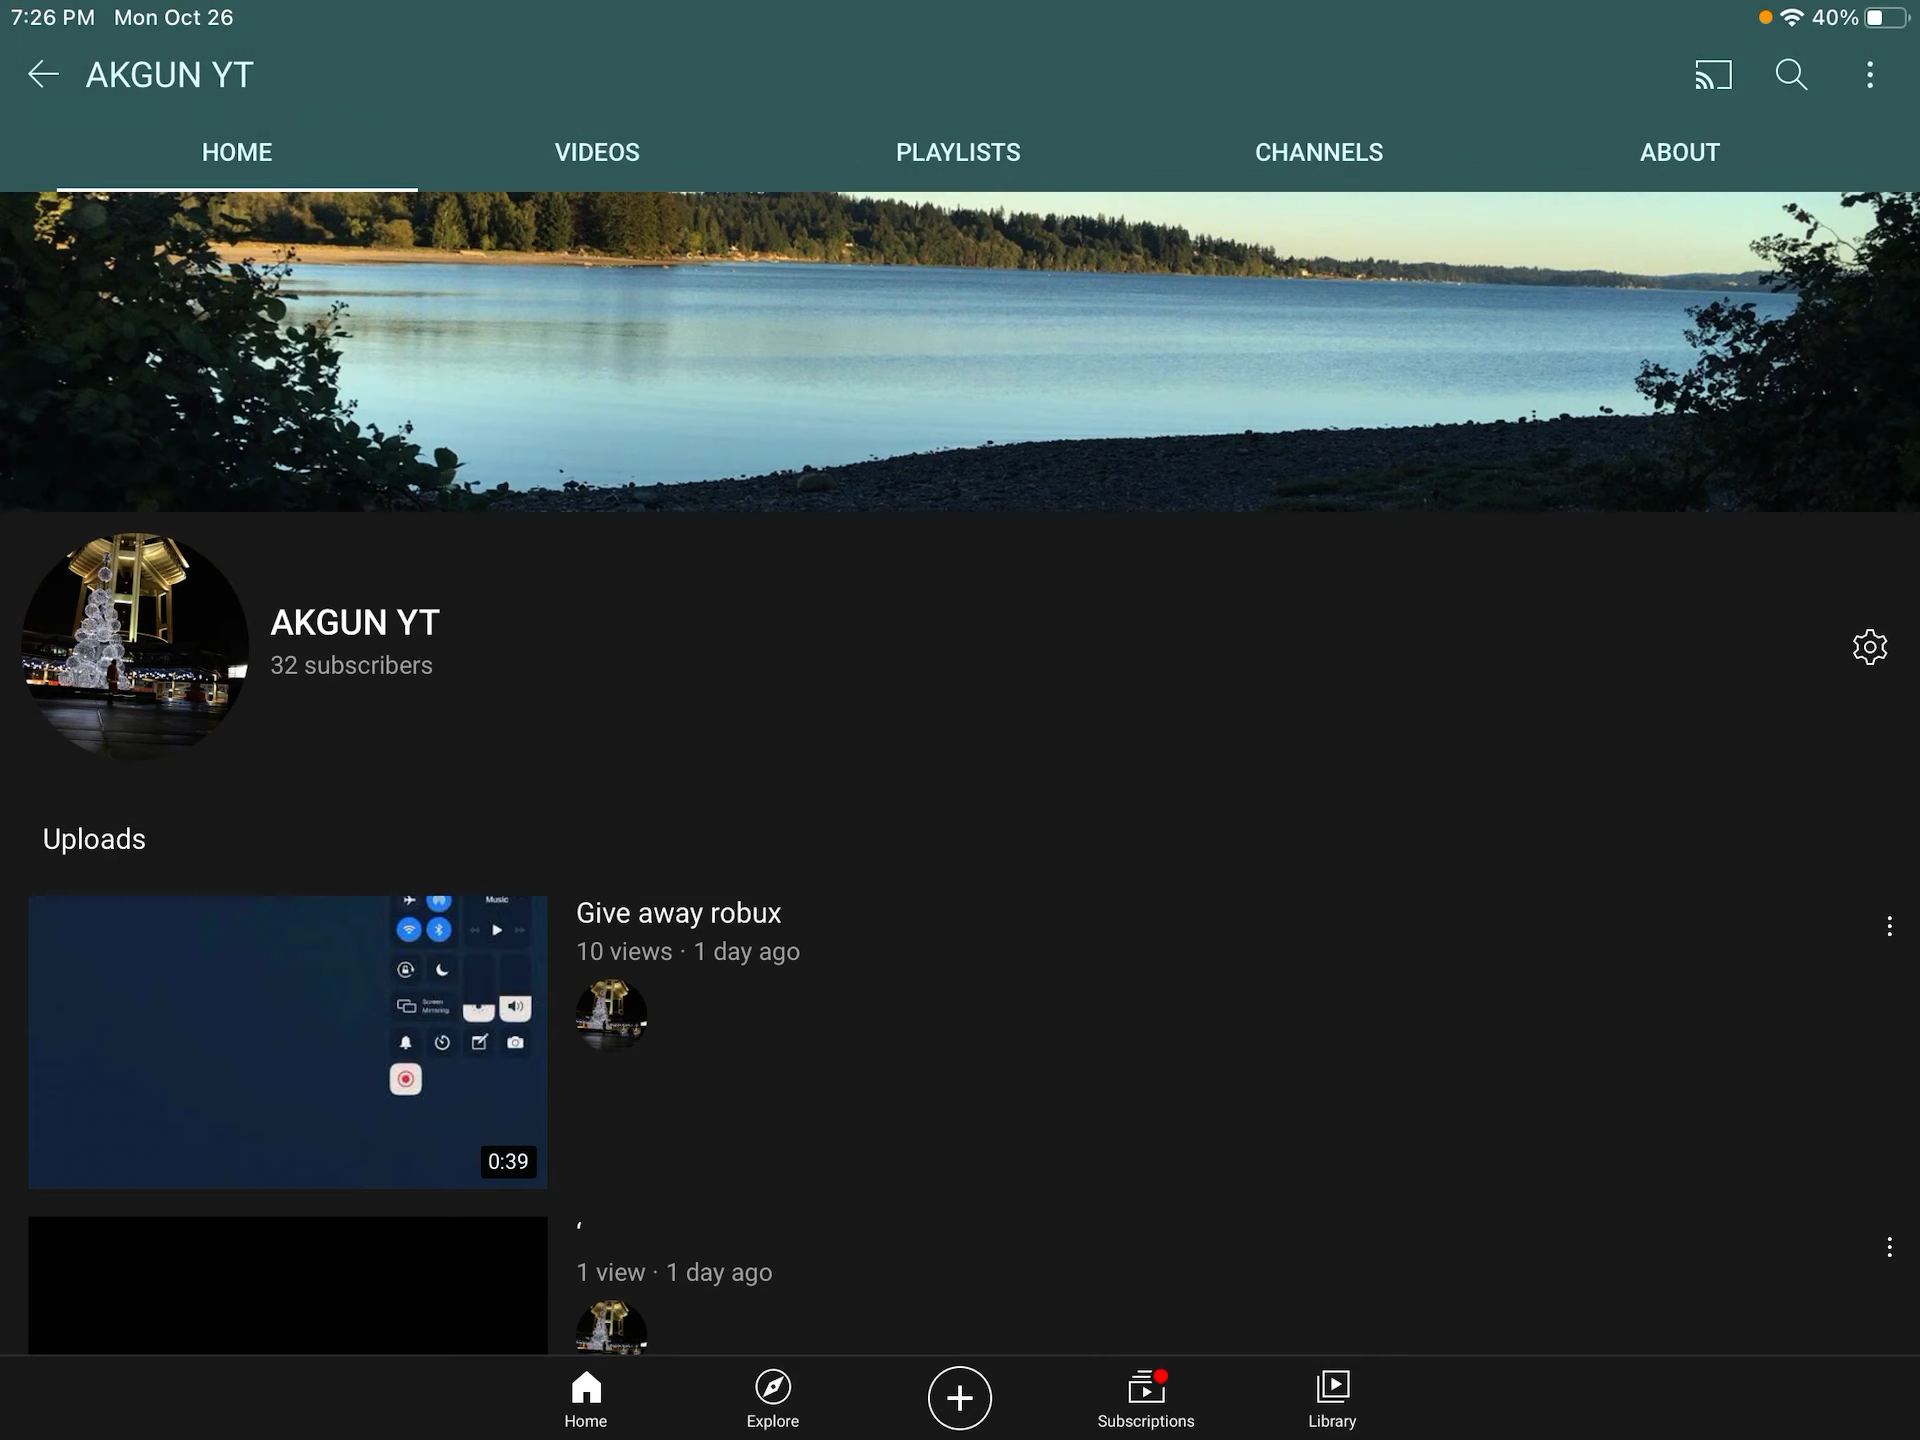 7:26 PM Mon Oct 26
40%
AKGUN YT
HOME VIDEOS PLAYLISTS CHANNELS ABOUT
AKGUN YT
32 subscribers
Uploads
Music
Screen
Mirroring
0:39
Give away robux
10 views · 1 day ago
‘
1 view · 1 day ago
Home Explore Subscriptions Library